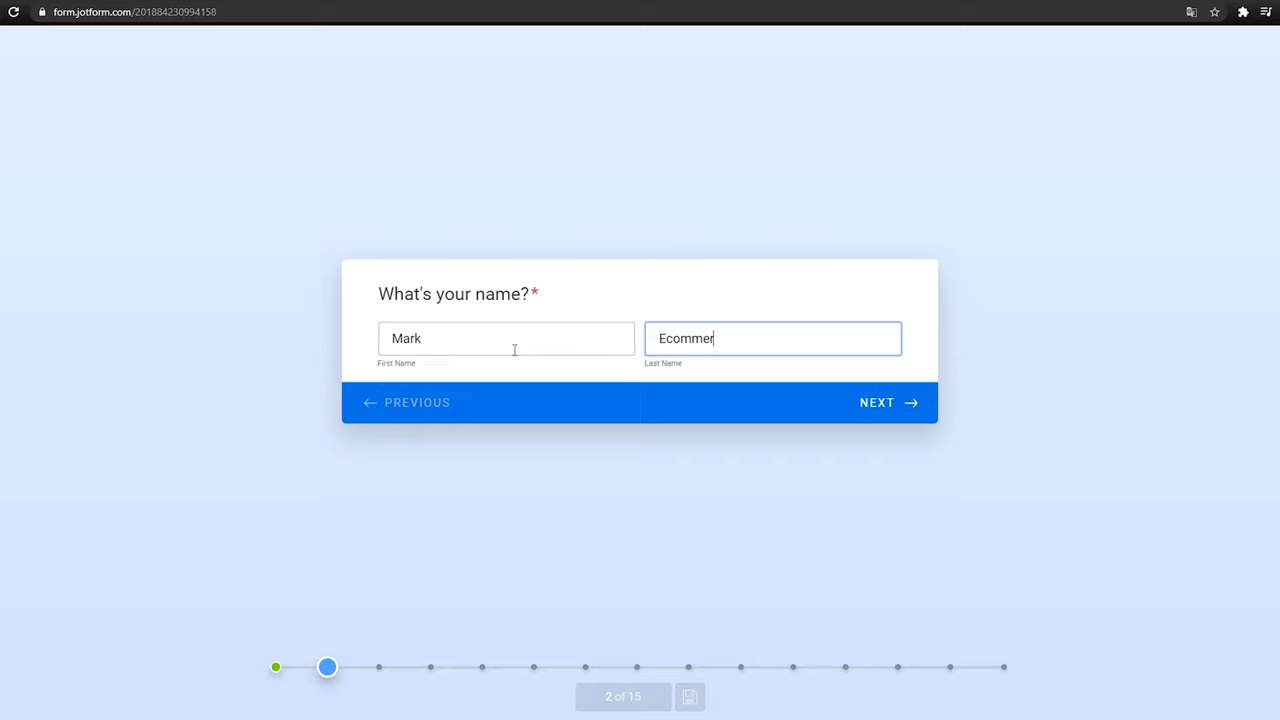 form.jotform.com/201884230994158
What's your name?*
Mark
Ecommer
First Name
Last Name
PREVIOUS
NEXT
2 of 15